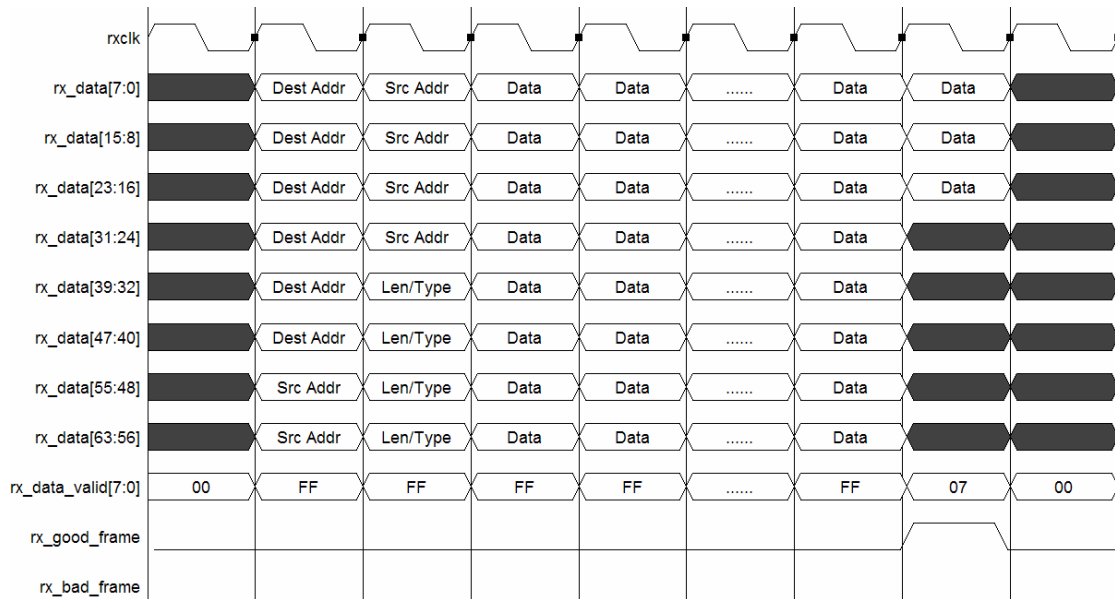 rxclk
rx_data[7:0] Dest Addr Src Addr Data Data ...... Data Data
rx_data[15:8] Dest Addr Src Addr Data Data ...... Data Data
rx_data[23:16] Dest Addr Src Addr Data Data ...... Data Data
rx_data[31:24] Dest Addr Src Addr Data Data ...... Data
rx_data[39:32] Dest Addr Len/Type Data Data ...... Data
rx_data[47:40] Dest Addr Len/Type Data Data ...... Data
rx_data[55:48] Src Addr Len/Type Data Data ...... Data
rx_data[63:56] Src Addr Len/Type Data Data ...... Data
rx_data_valid[7:0] 00 FF FF FF FF ...... FF 07 00
rx_good_frame
rx_bad_frame